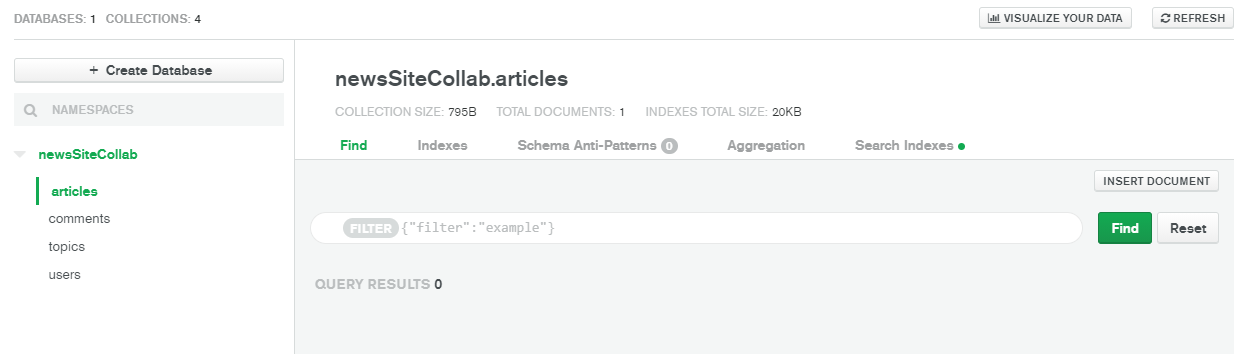 DATABASES: 1 COLLECTIONS: 4
VISUALIZE YOUR DATA
REFRESH
+ Create Database
NAMESPACES
newsSiteCollab
articles
comments
topics
users
newsSiteCollab.articles
COLLECTION SIZE: 795B TOTAL DOCUMENTS: 1 INDEXES TOTAL SIZE: 20KB
Find Indexes Schema Anti-Patterns 0 Aggregation Search Indexes
INSERT DOCUMENT
FILTER {"filter":"example"}
Find Reset
QUERY RESULTS 0